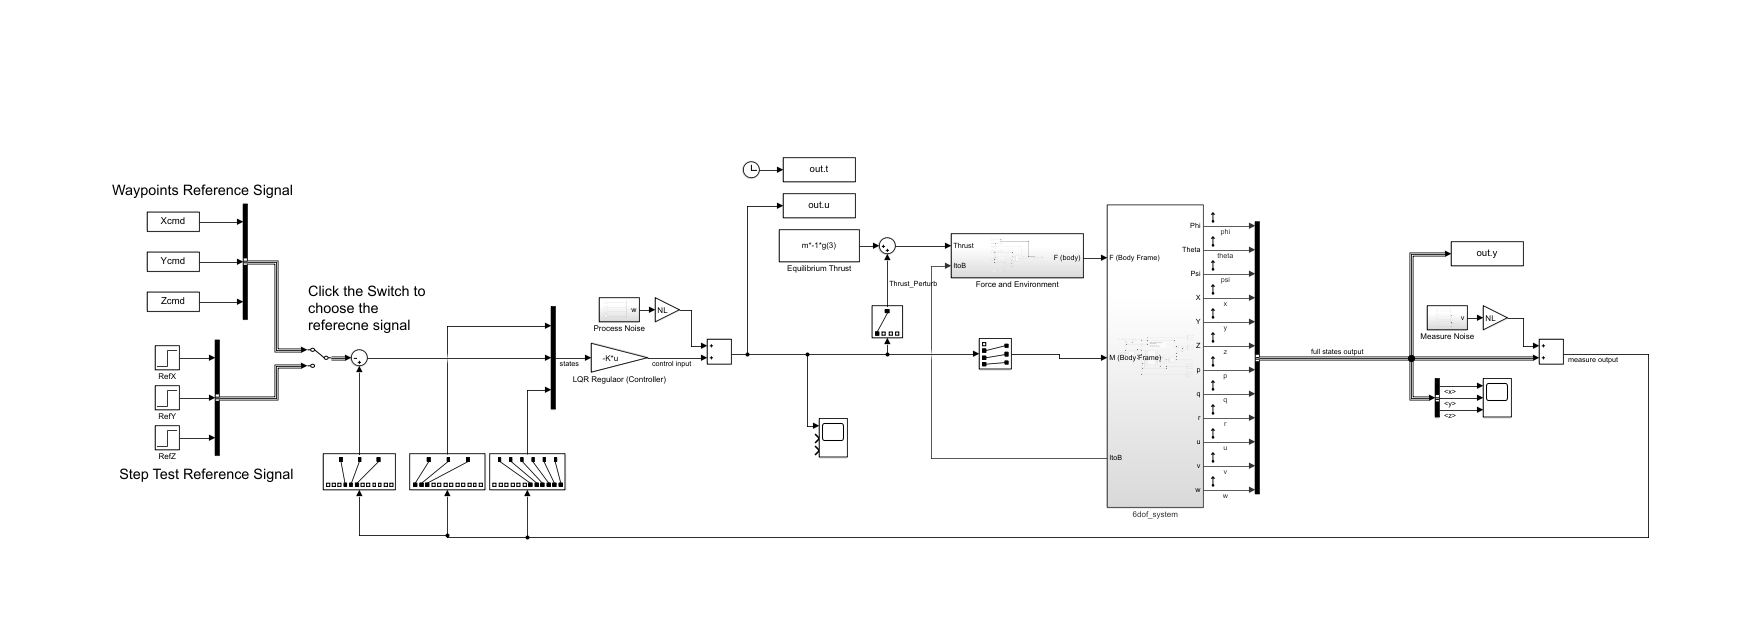 Waypoints Reference Signal
Xcmd
Ycmd
Zcmd
Click the Switch to
choose the
referecne signal
RefX
RefY
RefZ
Step Test Reference Signal
states
w
NL
Process Noise
-K*u
LQR Regulaor (Controller)
control input
out.t
out.u
m*-1*g(3)
Equilibrium Thrust
Thrust_Perturb
Thrust
ItoB
F (body)
Force and Environment
F (Body Frame)
M (Body Frame)
Phi
Theta
Psi
X
Y
Z
p
q
r
u
v
w
ItoB
6dof_system
phi
theta
psi
x
y
z
p
q
r
u
v
w
full states output
out.y
v
NL
Measure Noise
measure output
<x>
<y>
<z>